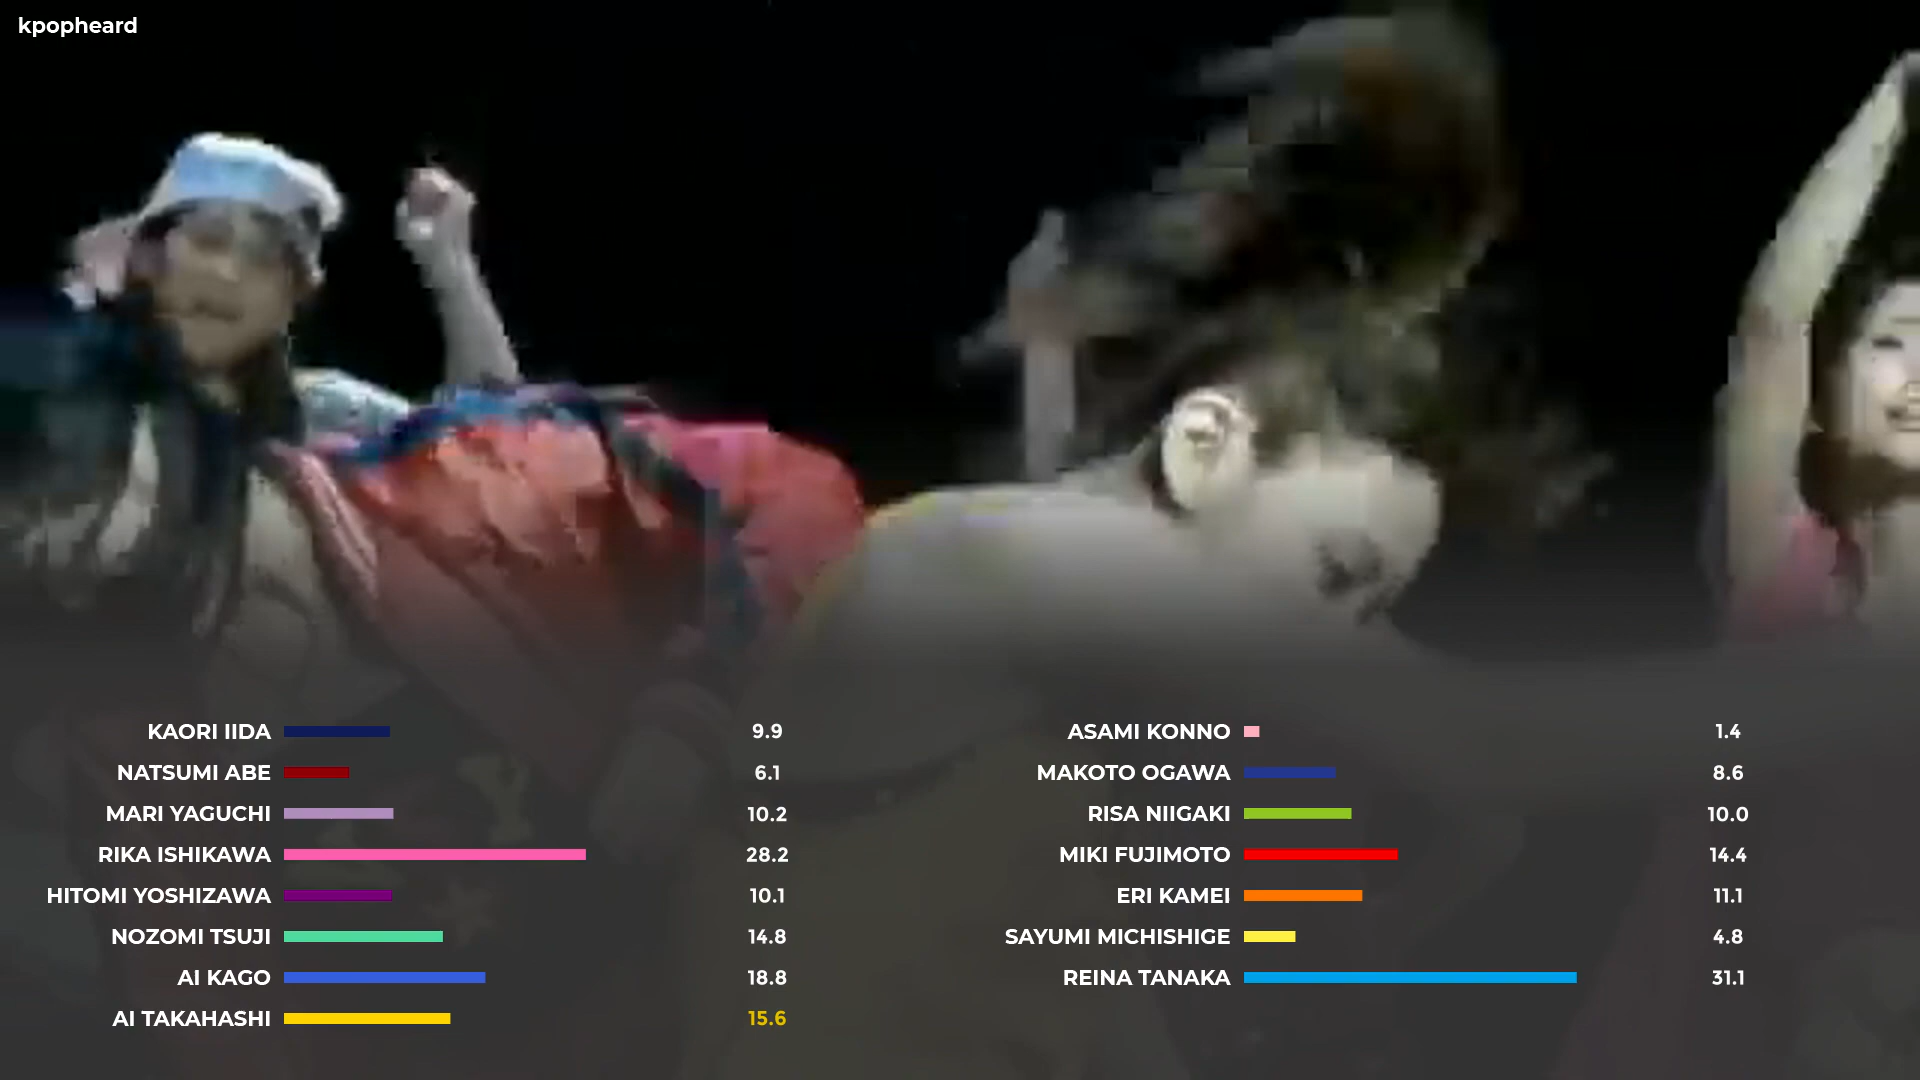 kpopheard
KAORI IIDA 9.9
NATSUMI ABE 6.1
MARI YAGUCHI 10.2
RIKA ISHIKAWA 28.2
HITOMI YOSHIZAWA 10.1
NOZOMI TSUJI 14.8
AI KAGO 18.8
AI TAKAHASHI 15.6
ASAMI KONNO 1.4
MAKOTO OGAWA 8.6
RISA NIIGAKI 10.0
MIKI FUJIMOTO 14.4
ERI KAMEI 11.1
SAYUMI MICHISHIGE 4.8
REINA TANAKA 31.1